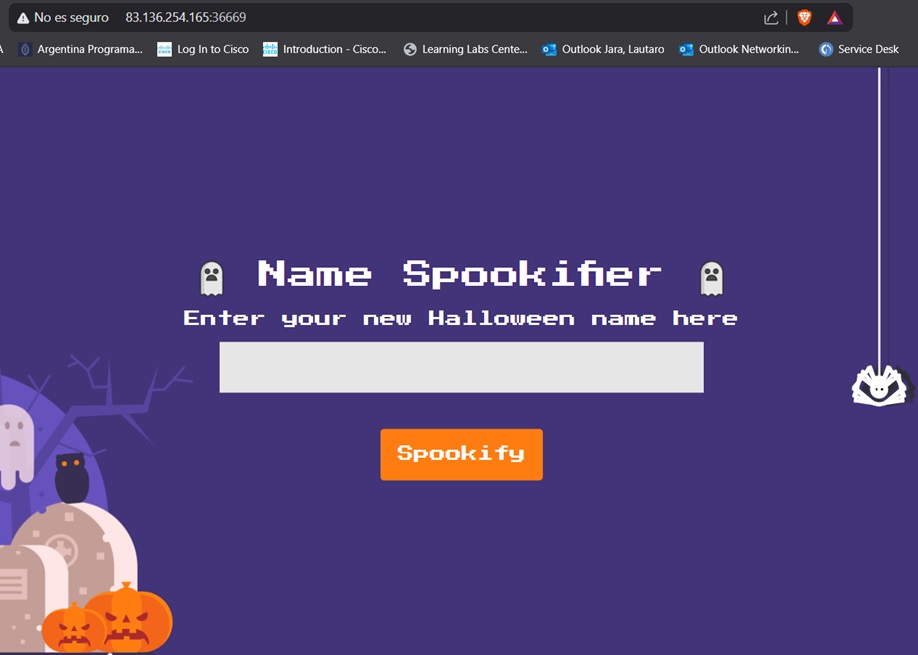 No es seguro 83.136.254.165:36669
A Argentina Programa... Log In to Cisco Introduction - Cisco... Learning Labs Cente... Outlook Jara, Lautaro Outlook Networkin... Service Desk
Name Spookifier
Enter your new Halloween name here
Spookify